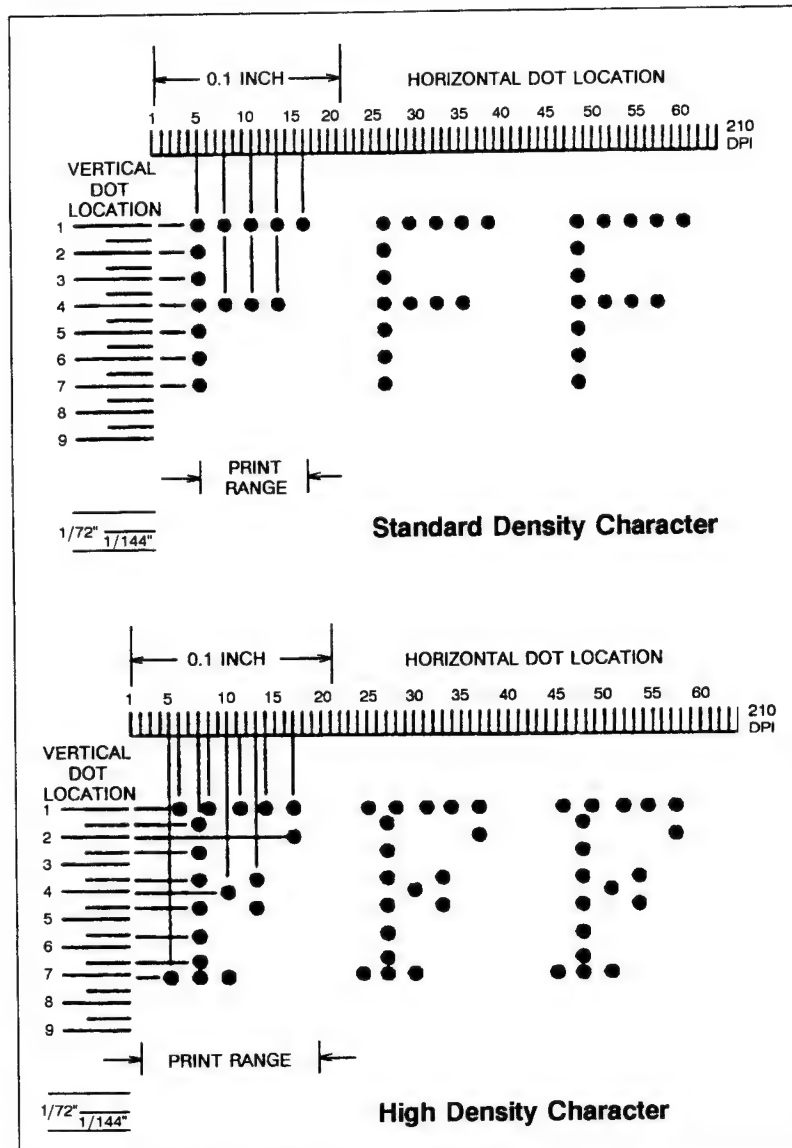 0.1 INCH HORIZONTAL DOT LOCATION
1 5 10 15 20 25 30 35 40 45 50 55 60 210
DPI
VERTICAL
DOT
LOCATION
1
2
3
4
5
6
7
8
9
PRINT
RANGE
1/72" 1/144"
Standard Density Character
0.1 INCH HORIZONTAL DOT LOCATION
1 5 10 15 20 25 30 35 40 45 50 55 60 210
DPI
VERTICAL
DOT
LOCATION
1
2
3
4
5
6
7
8
9
PRINT RANGE
1/72" 1/144"
High Density Character